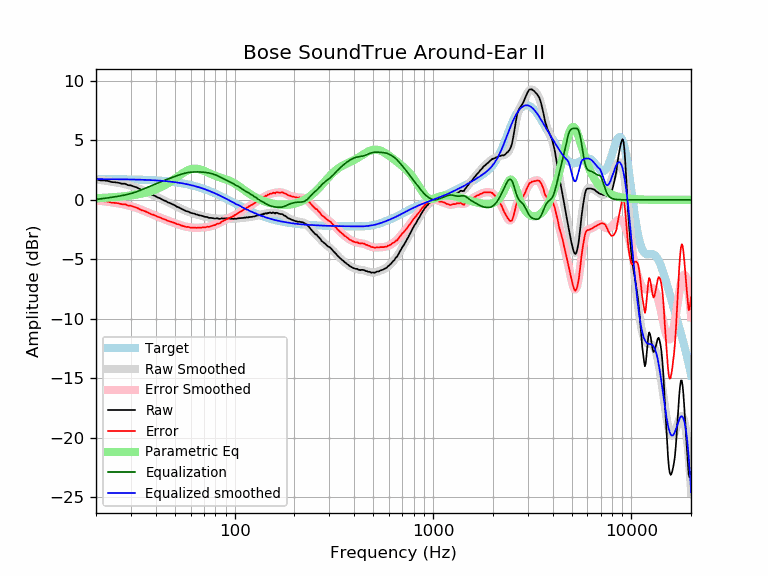 Bose SoundTrue Around-Ear II
Amplitude (dBr)
10
5
0
−5
−10
−15
−20
−25
Target
Raw Smoothed
Error Smoothed
Raw
Error
Parametric Eq
Equalization
Equalized smoothed
100 1000 10000
Frequency (Hz)